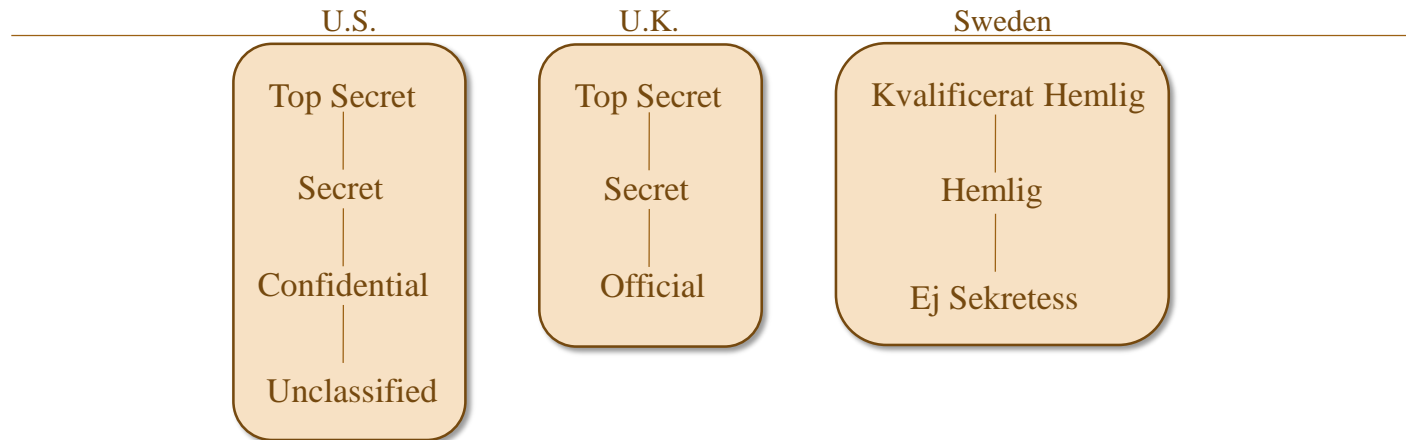 U.S.
U.K.
Sweden
Top Secret
Secret
Confidential
Unclassified
Top Secret
Secret
Official
Kvalificerat Hemlig
Hemlig
Ej Sekretess